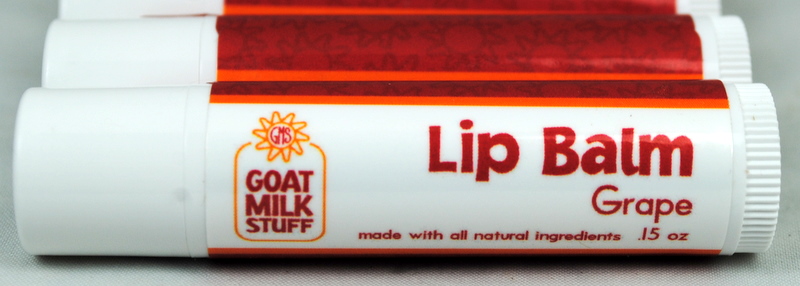 GMS
GOAT
MILK
STUFF
Lip Balm
Grape
made with all natural ingredients .15 oz